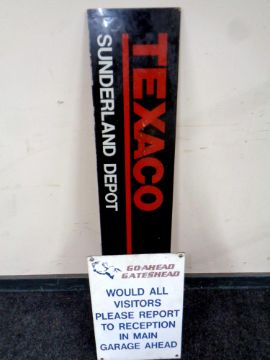 TEXACO
SUNDERLAND DEPOT
GO AHEAD
GATESHEAD
WOULD ALL
VISITORS
PLEASE REPORT
TO RECEPTION
IN MAIN
GARAGE AHEAD